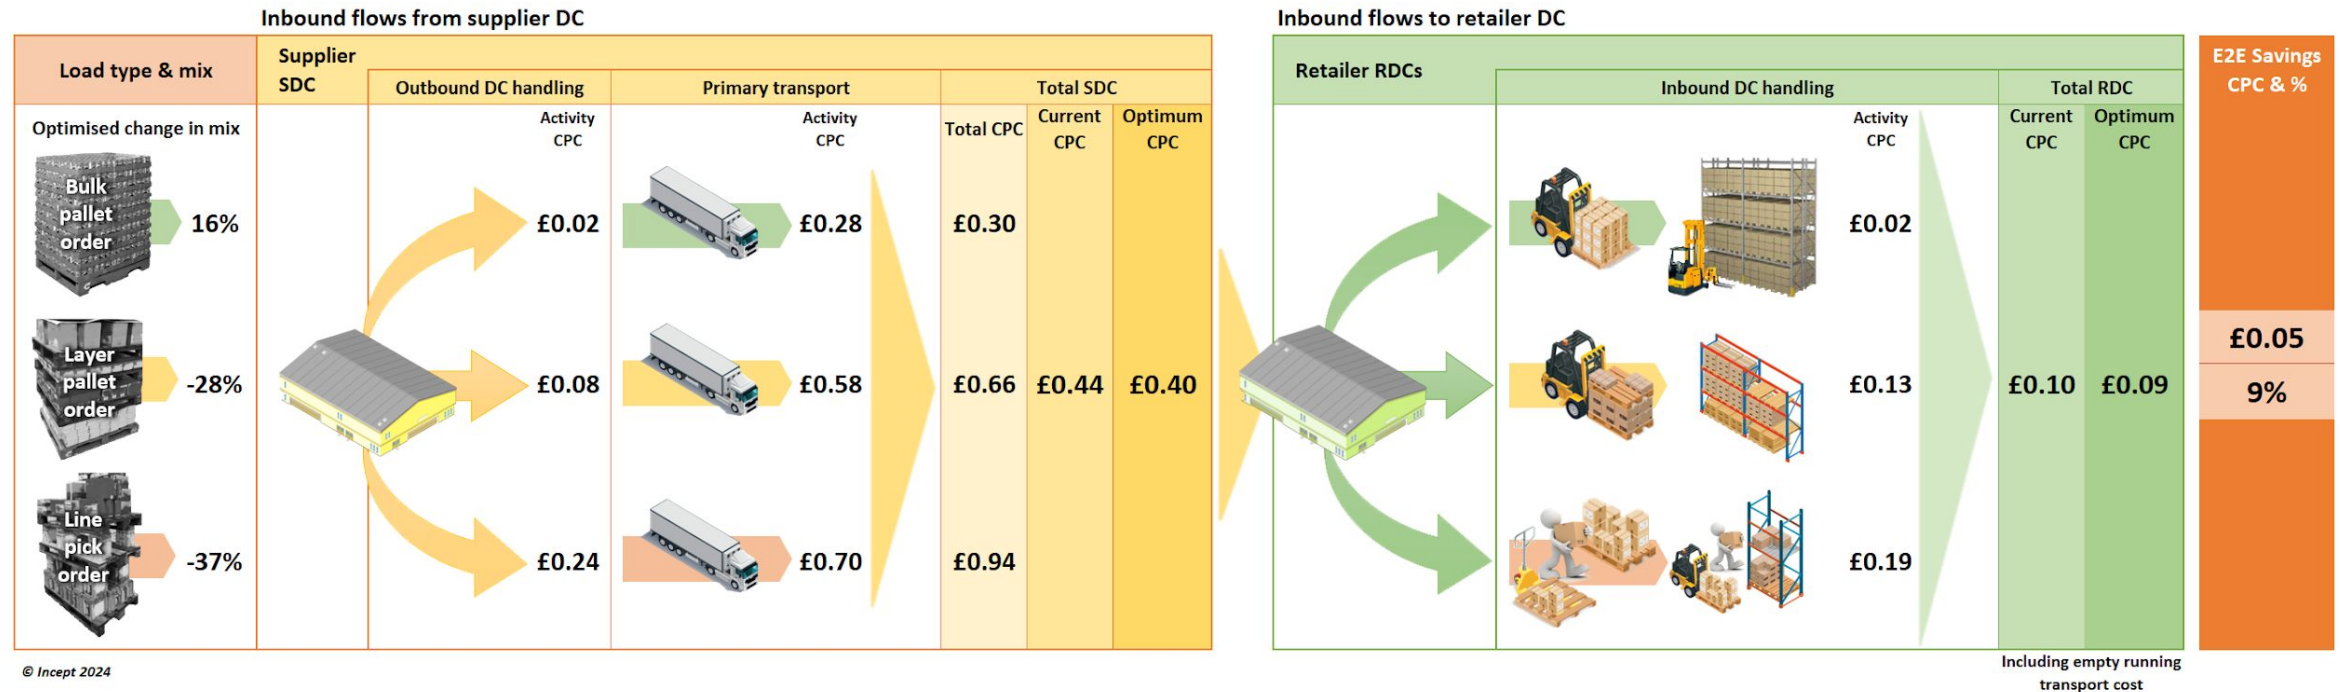 Inbound flows from supplier DC
Load type & mix
Supplier
SDC
Outbound DC handling
Primary transport
Total SDC
Optimised change in mix
Activity
CPC
Activity
CPC
Total CPC
Current
CPC
Optimum
CPC
Bulk
pallet
order
16%
£0.02
£0.28
£0.30
Layer
pallet
order
-28%
£0.08
£0.58
£0.66
£0.44
£0.40
Line
pick
order
-37%
£0.24
£0.70
£0.94
Inbound flows to retailer DC
Retailer RDCs
Inbound DC handling
Total RDC
Activity
CPC
Current
CPC
Optimum
CPC
£0.02
£0.13
£0.10
£0.09
£0.19
E2E Savings
CPC & %
£0.05
9%
© Incept 2024
Including empty running
transport cost